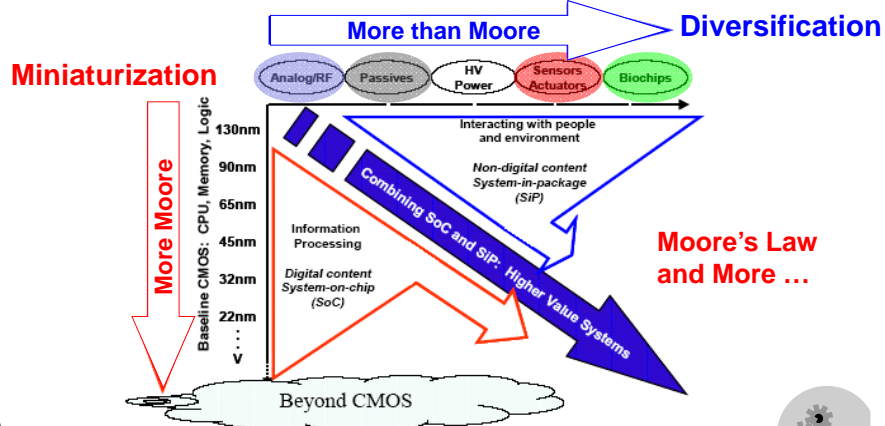 More than Moore
Diversification
Miniaturization
Analog/RF
Passives
HV
Power
Sensors
Actuators
Biochips
More Moore
Baseline CMOS: CPU, Memory, Logic
130nm
90nm
65nm
45nm
32nm
22nm
V
Interacting with people
and environment
Non-digital content
System-in-package
(SiP)
Combining SoC and SiP: Higher Value Systems
Information
Processing
Digital content
System-on-chip
(SoC)
Moore's Law
and More ...
Beyond CMOS